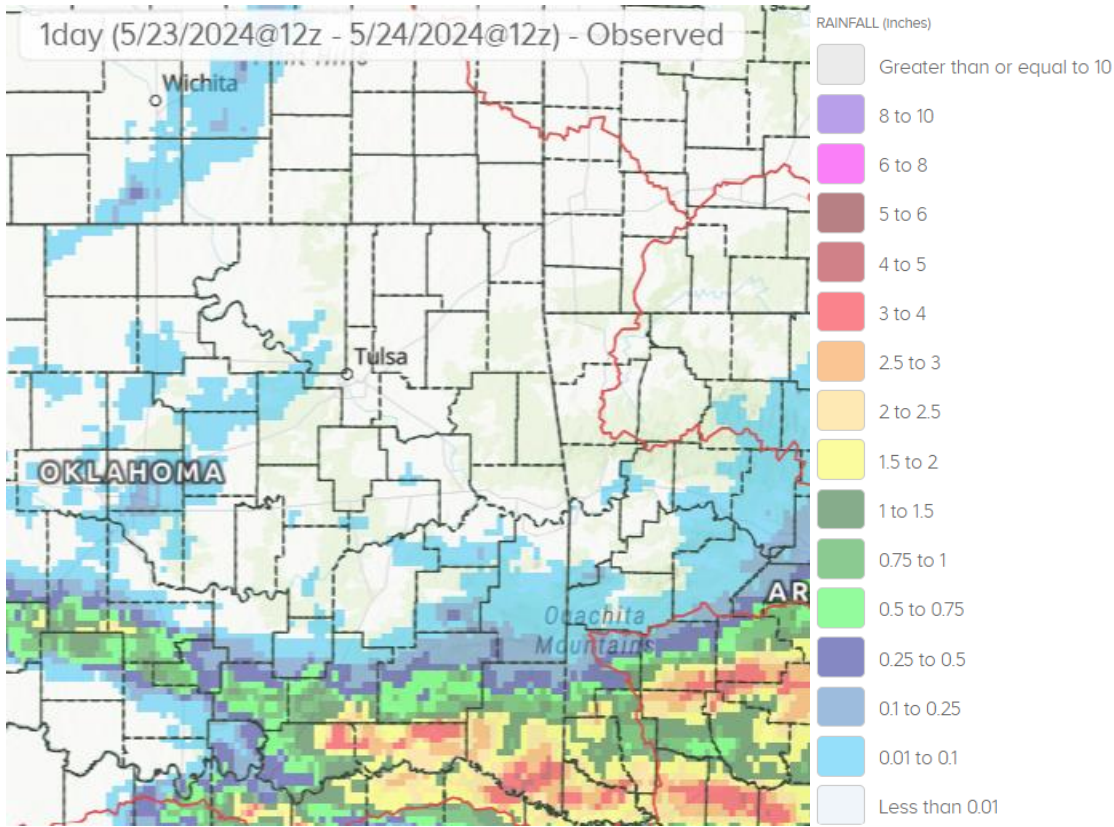 1day (5/23/2024@12z - 5/24/2024@12z) - Observed
RAINFALL (Inches)
Greater than or equal to 10
8 to 10
6 to 8
5 to 6
4 to 5
3 to 4
2.5 to 3
2 to 2.5
1.5 to 2
1 to 1.5
0.75 to 1
0.5 to 0.75
0.25 to 0.5
0.1 to 0.25
0.01 to 0.1
Less than 0.01
Hills
Wichita
Tulsa
OKLAHOMA
AR
Ouachita
Mountains